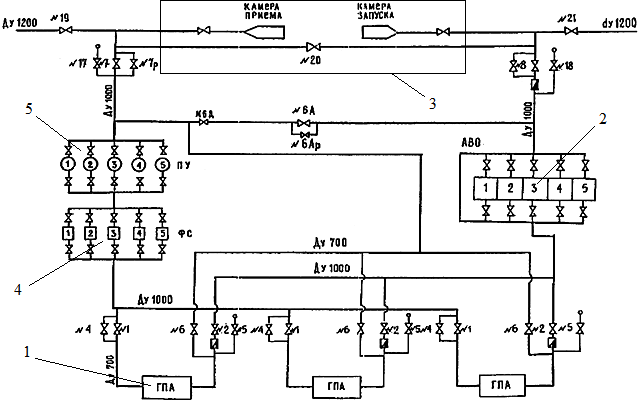 КАМЕРА ПРИЕМА
КАМЕРА ЗАПУСКА
Ду 1200
№19
№21
dу 1200
№20
№17
7
№7р
№8
№18
3
Ду 1000
Ду 1000
М6Д
№6А
№6Ар
5
2
1 2 3 4 5
ПУ
АВО
1 2 3 4 5
1 2 3 4 5
ФС
4
Ду 700
Ду 1000
Ду 1000
№4
№1
№6
№2
№5
№4
№1
№6
№2
№5
№4
№1
№6
№2
№5
Ду 700
1
ГПА
ГПА
ГПА